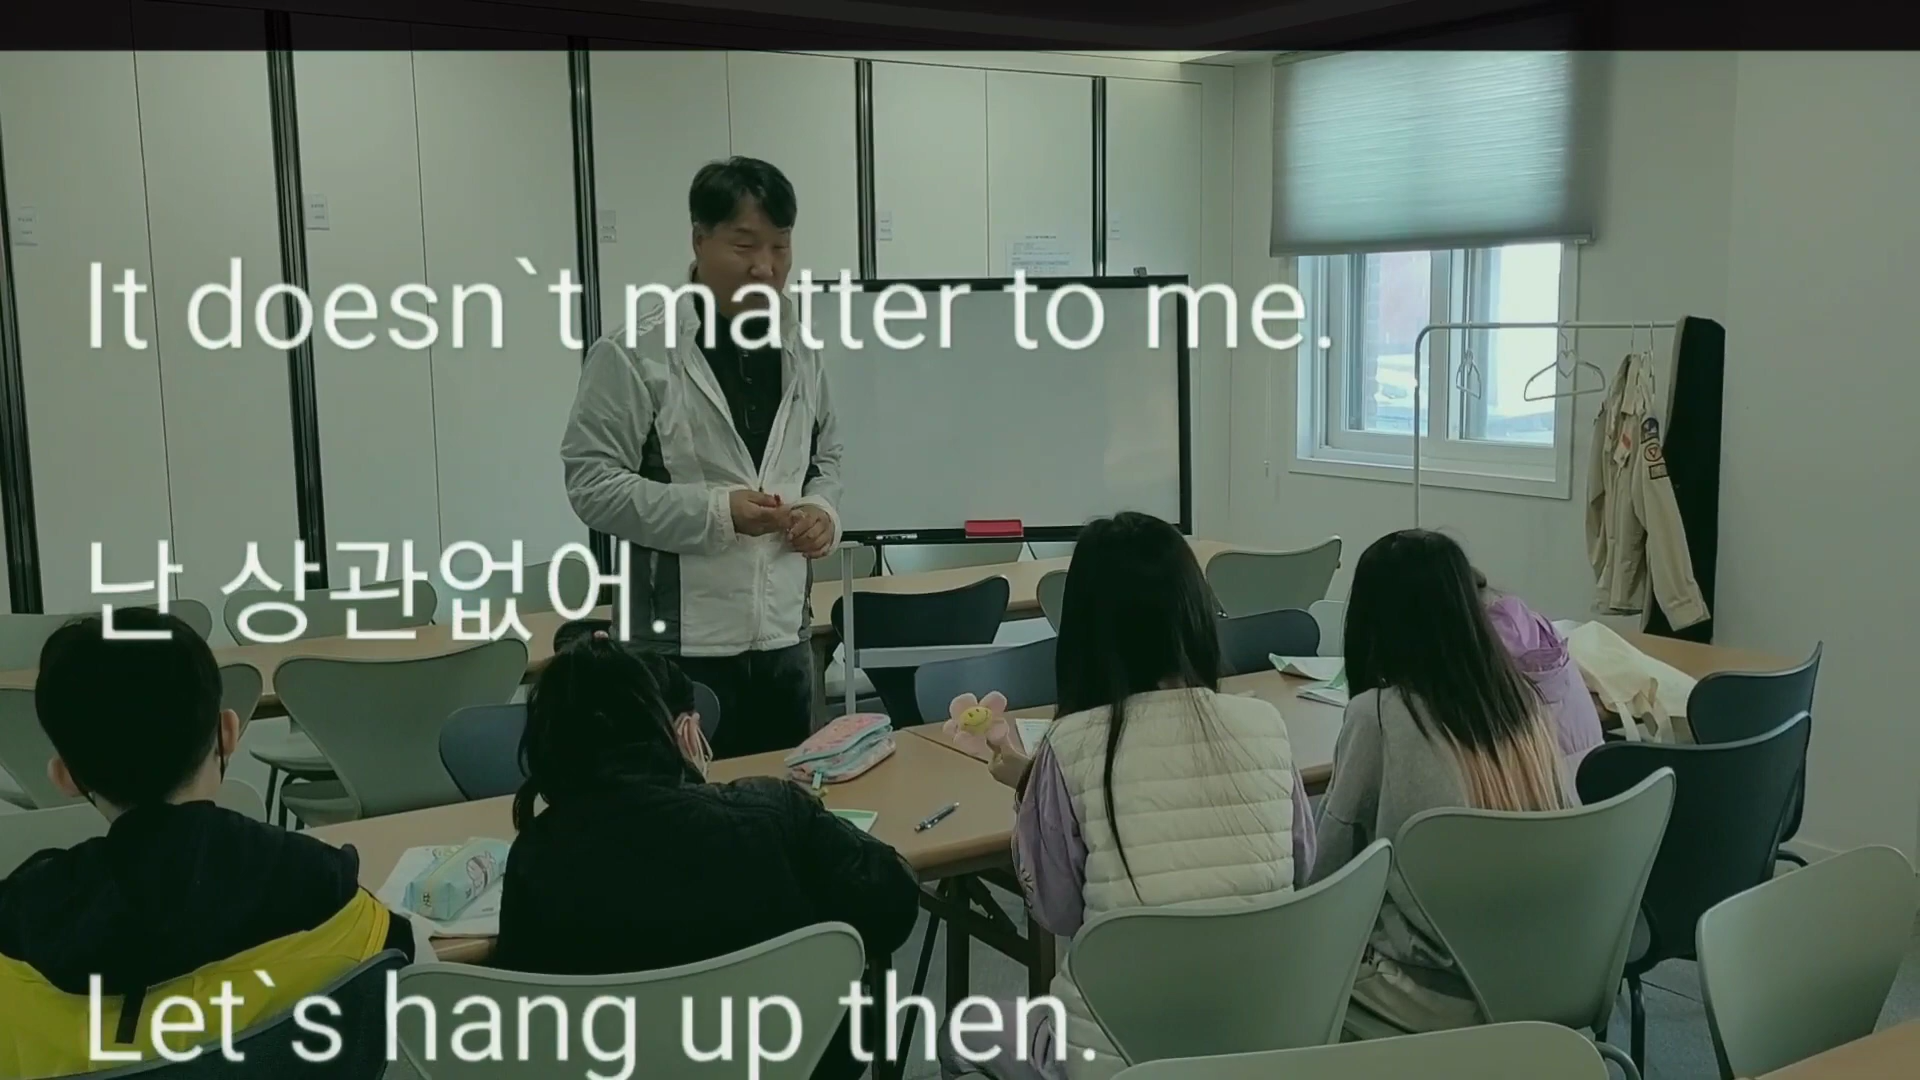 It doesn`t matter to me.
난 상관없어.
Let`s hang up then.